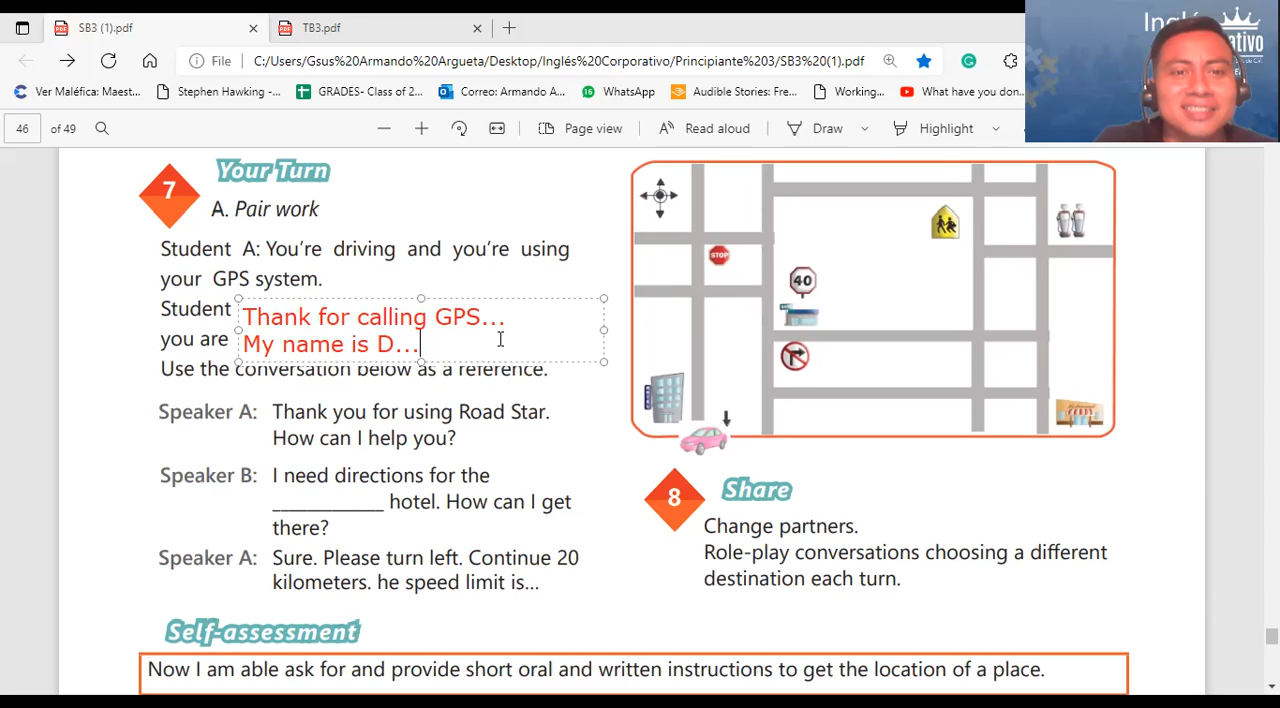 SB3 (1).pdf
TB3.pdf
File
C:/Users/Gsus%20Armando%20Argueta/Desktop/Ingles%20Corporativo/Principiante%203/SB3%20(1).pdf
Ver Maléfica: Maest...
Stephen Hawking -...
GRADES- Class of 2...
Correo: Armando A...
16 WhatsApp
Audible Stories: Fre...
Working...
What have you don...
46 of 49
Page view
Read aloud
Draw
Highlight
7 Your Turn
A. Pair work
Student A: You're driving and you're using
your GPS system.
Student
you are
Thank for calling GPS...
My name is D...
Use the conversation below as a reference.
Speaker A: Thank you for using Road Star.
How can I help you?
Speaker B: I need directions for the
____________ hotel. How can I get
there?
Speaker A: Sure. Please turn left. Continue 20
kilometers. he speed limit is...
STOP
40
8 Share
Change partners.
Role-play conversations choosing a different
destination each turn.
Self-assessment
Now I am able ask for and provide short oral and written instructions to get the location of a place.